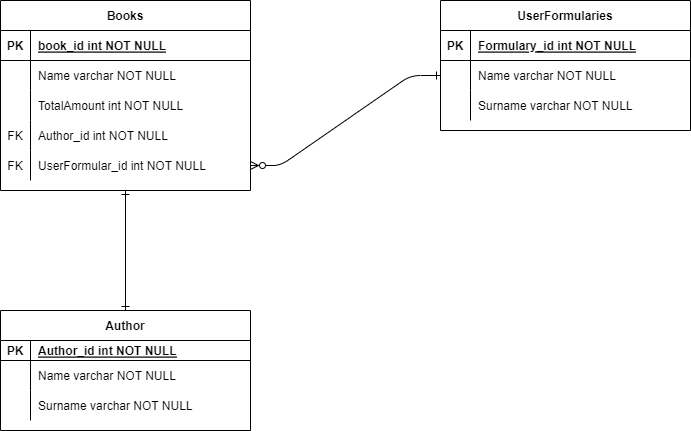 Books
PK book_id int NOT NULL
Name varchar NOT NULL
TotalAmount int NOT NULL
FK Author_id int NOT NULL
FK UserFormular_id int NOT NULL
UserFormularies
PK Formulary_id int NOT NULL
Name varchar NOT NULL
Surname varchar NOT NULL
Author
PK Author_id int NOT NULL
Name varchar NOT NULL
Surname varchar NOT NULL